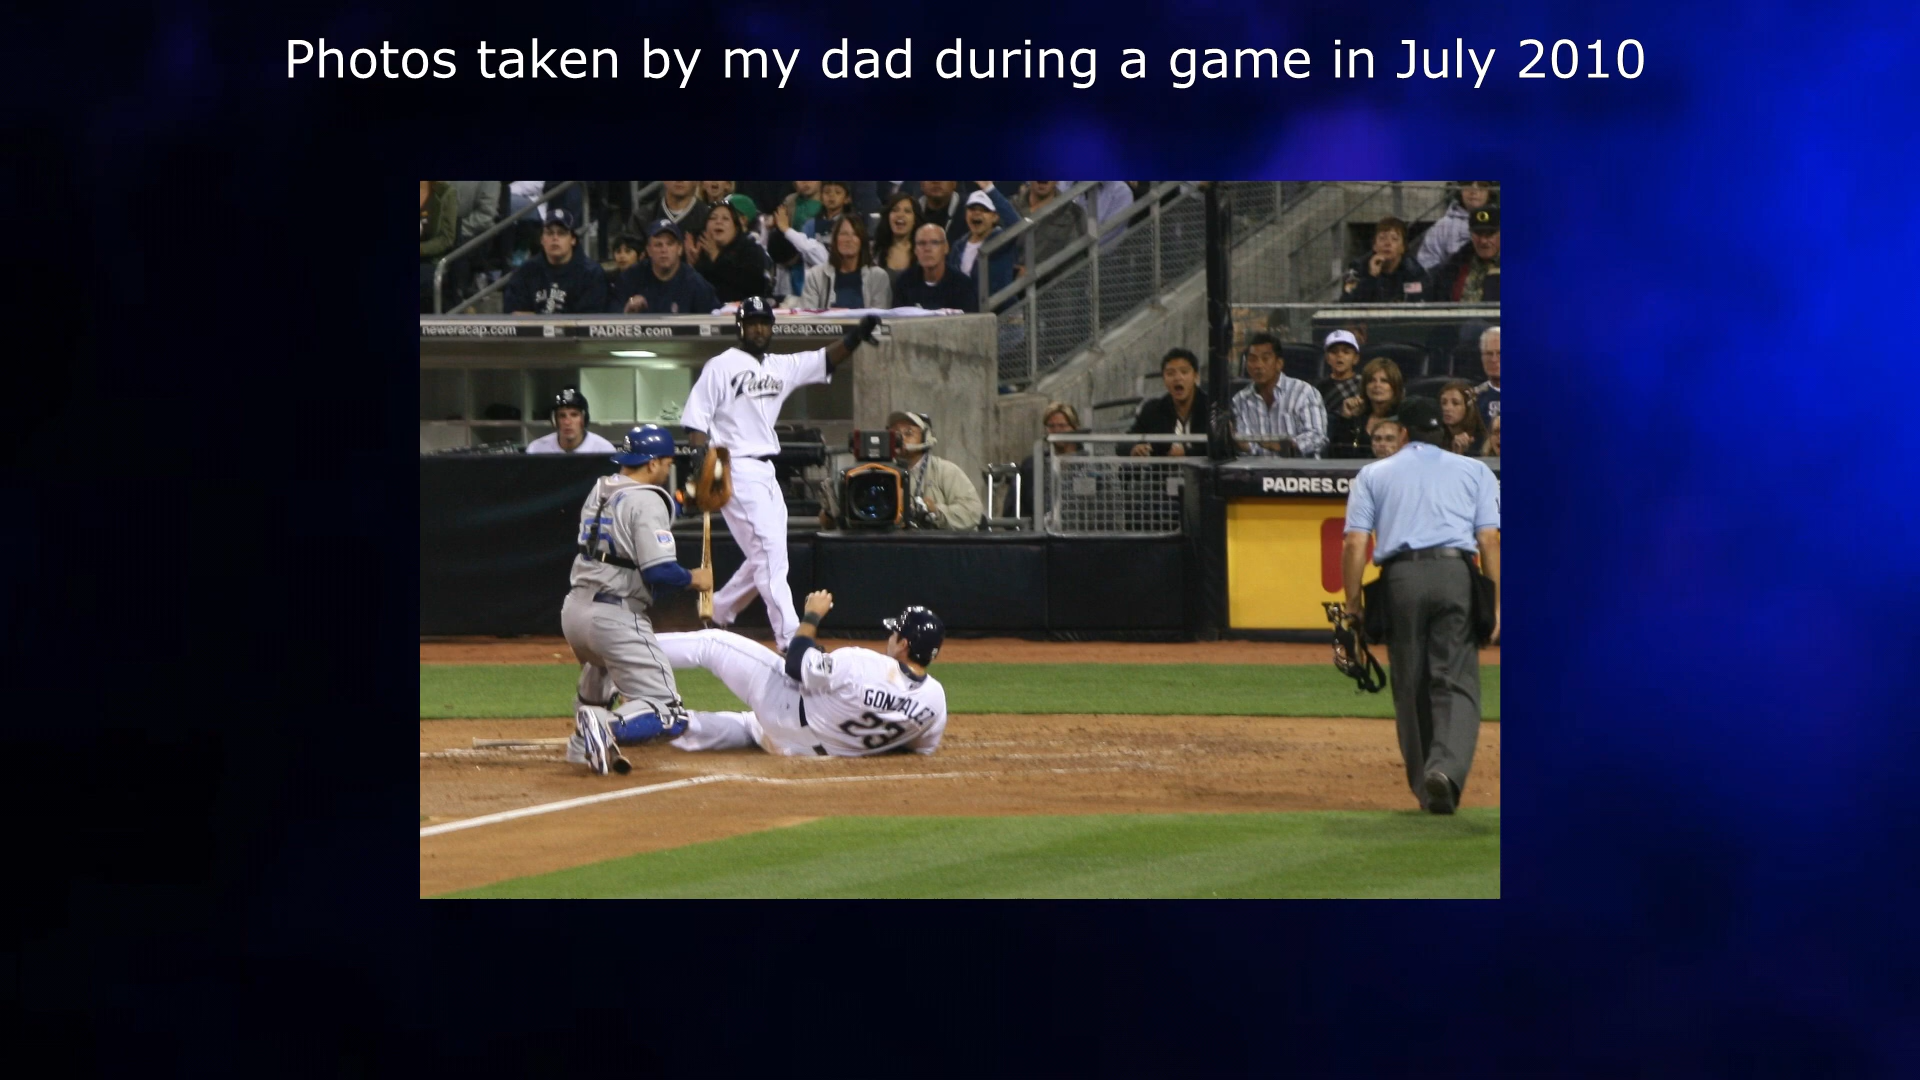 Photos taken by my dad during a game in July 2010
neweracap.com PADRES.com eracap.com
Padre
PADRES.C
GONZALEZ
23